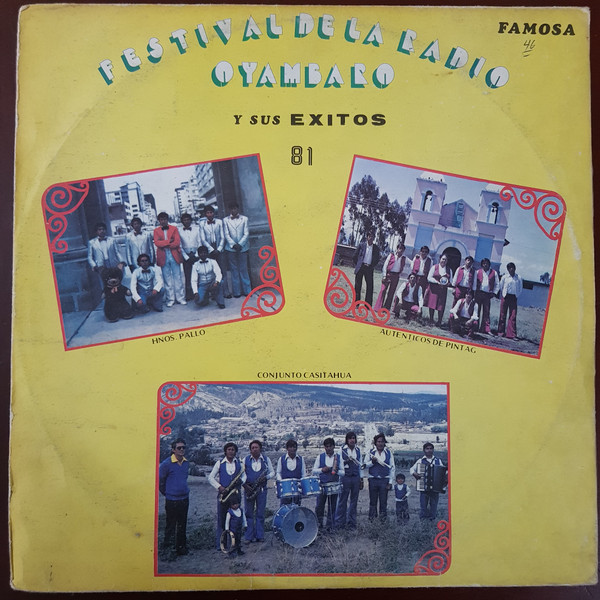 FESTIVAL DE LA RADIO
OYAMBARO
FAMOSA
46
Y SUS EXITOS
81
HNOS. PALLO
AUTENTICOS DE PINTAG
CONJUNTO CASITAHUA